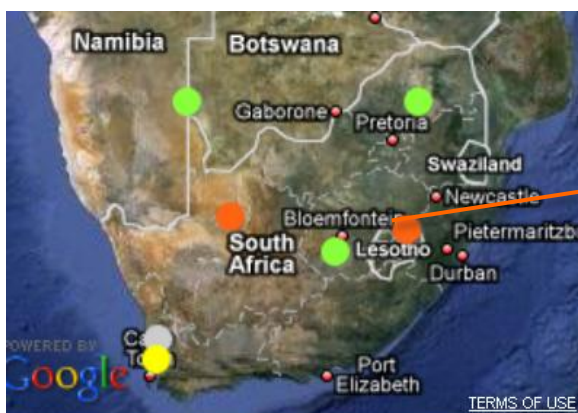 Namibia
Botswana
Gaborone
Pretoria
Swaziland
Newcastle
Bloemfontein
Pietermaritzb
South
Africa
Lesotho
Durban
POWERED BY
Google
Port
Elizabeth
TERMS OF USE